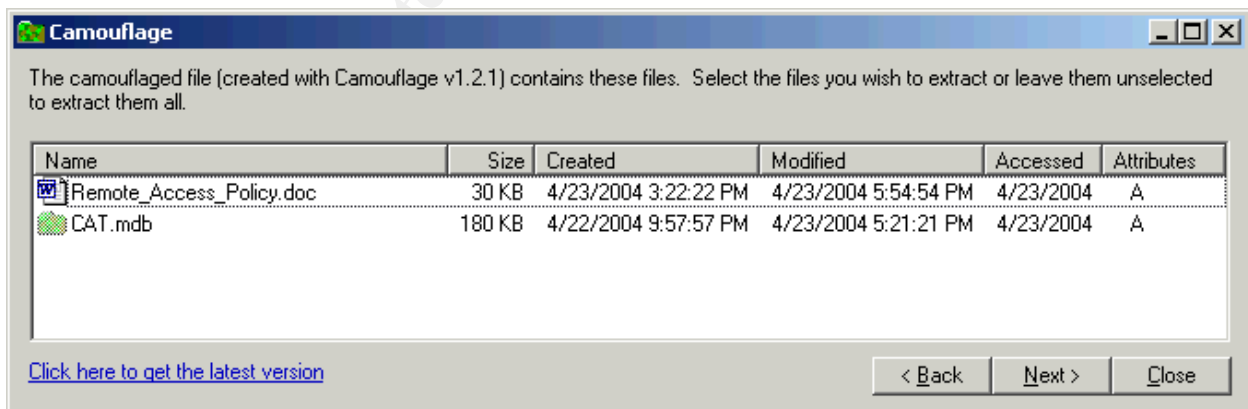 Camouflage
The camouflaged file (created with Camouflage v1.2.1) contains these files. Select the files you wish to extract or leave them unselected
to extract them all.
Name Size Created Modified Accessed Attributes
Remote_Access_Policy.doc 30 KB 4/23/2004 3:22:22 PM 4/23/2004 5:54:54 PM 4/23/2004 A
CAT.mdb 180 KB 4/22/2004 9:57:57 PM 4/23/2004 5:21:21 PM 4/23/2004 A
Click here to get the latest version
< Back Next > Close